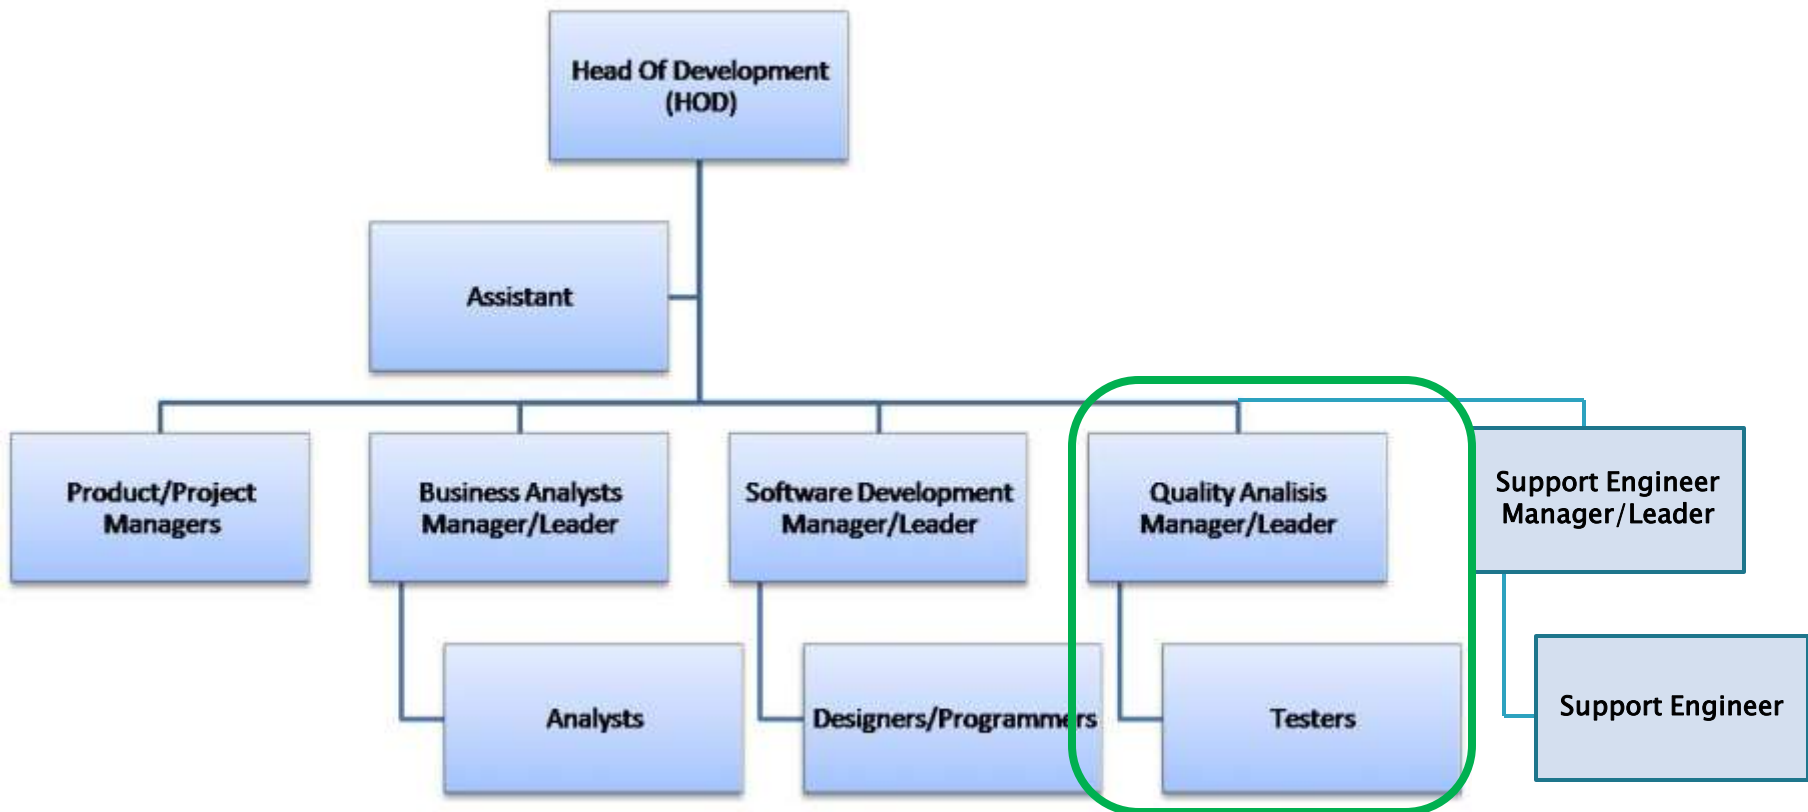 Head Of Development
(HOD)
Assistant
Product/Project
Managers
Business Analysts
Manager/Leader
Software Development
Manager/Leader
Quality Analisis
Manager/Leader
Support Engineer
Manager/Leader
Analysts
Designers/Programmers
Testers
Support Engineer